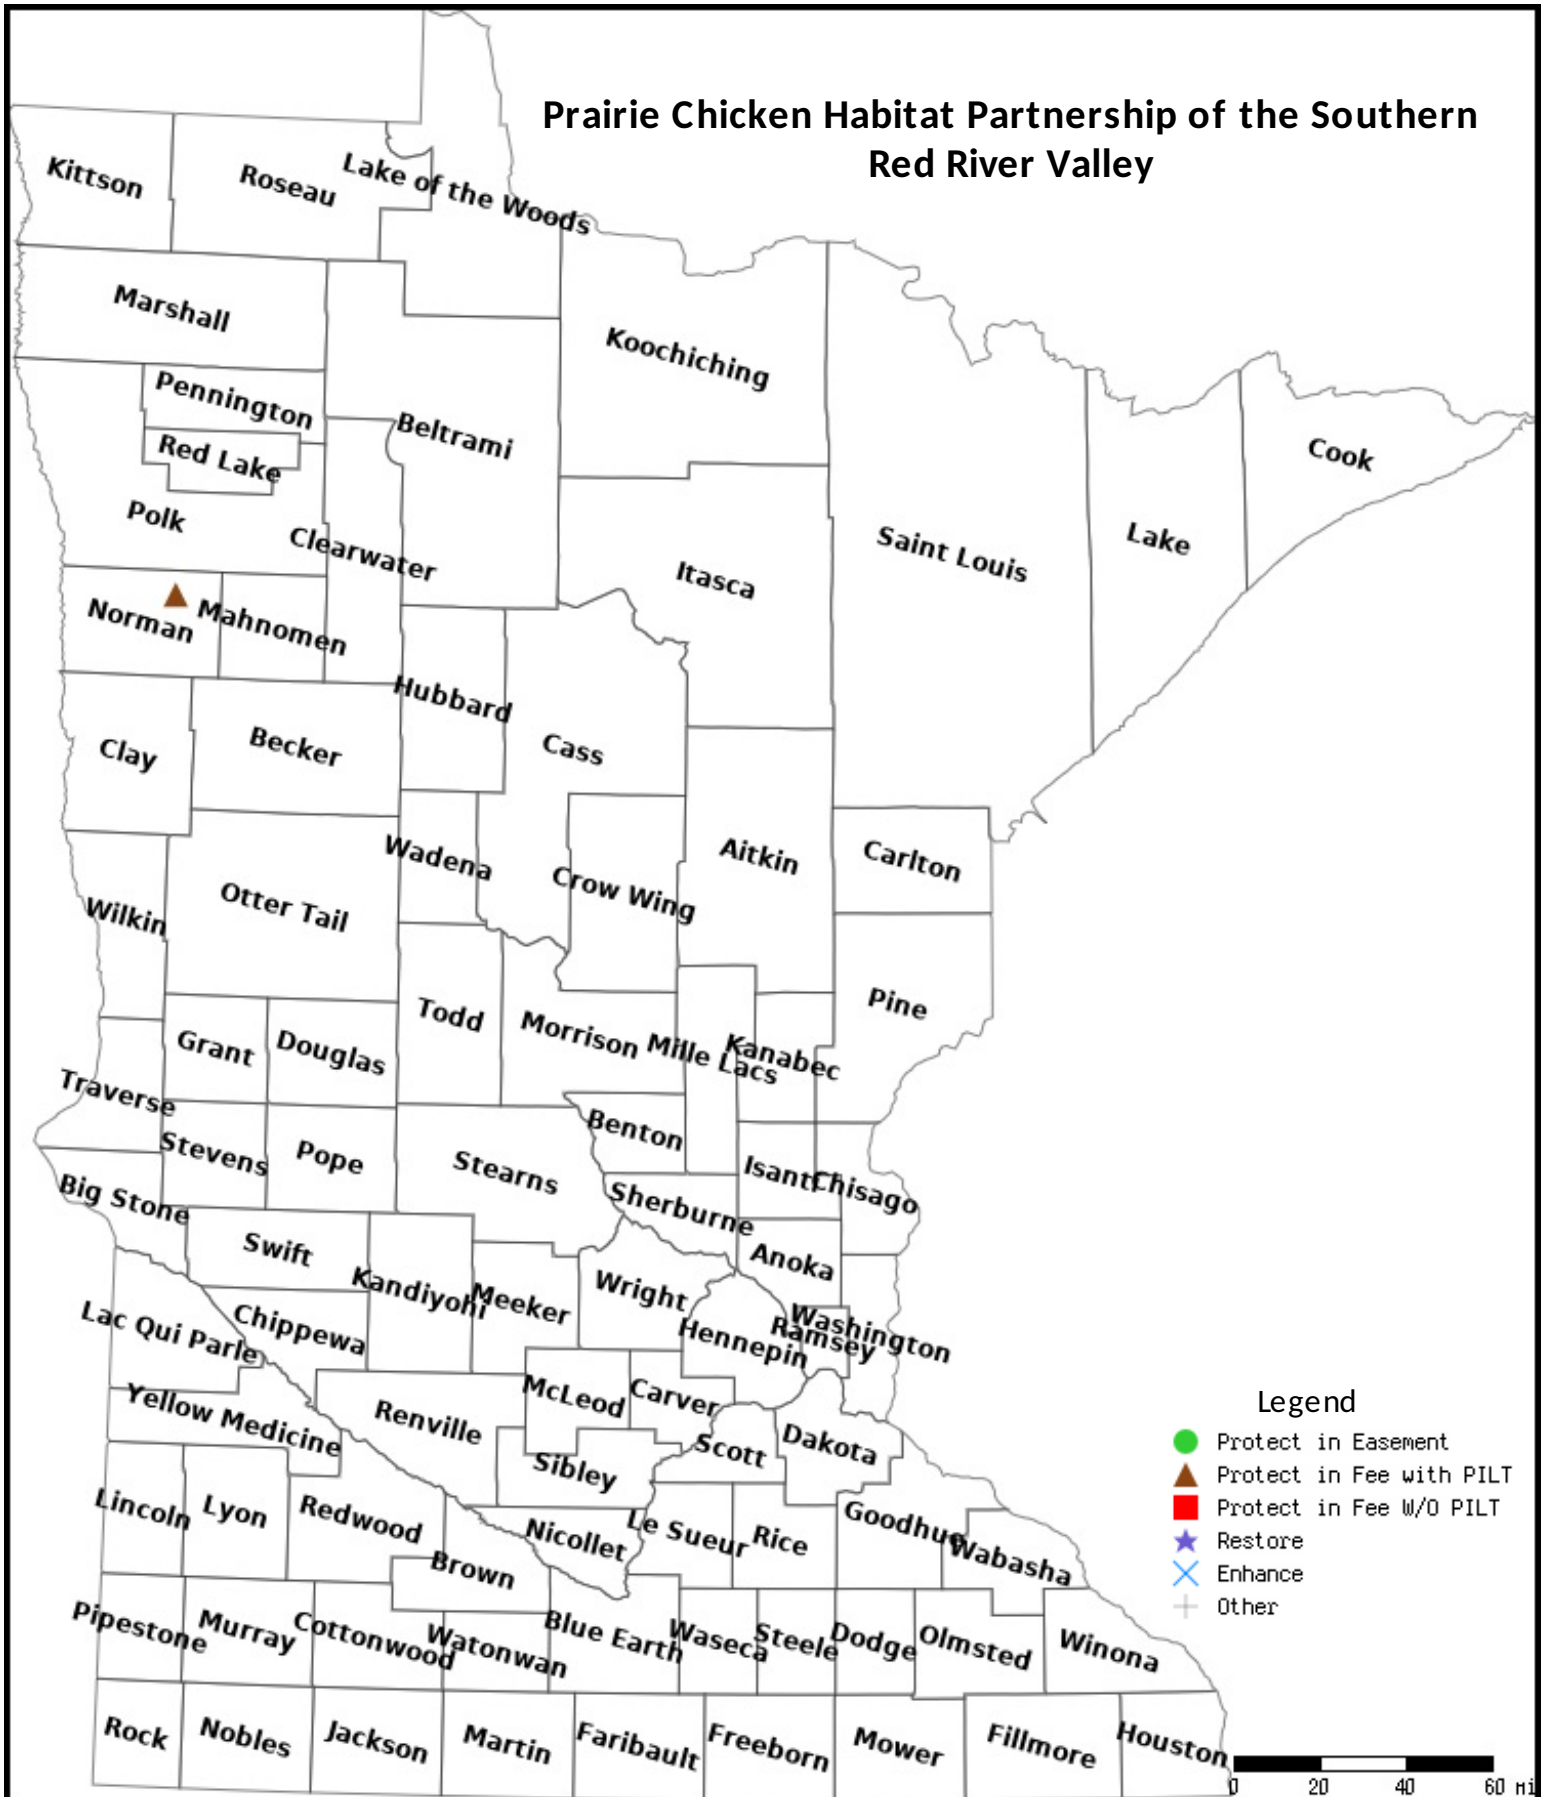 Prairie Chicken Habitat Partnership of the Southern
Red River Valley
Kittson
Roseau
Lake of the Woods
Marshall
Koochiching
Pennington
Beltrami
Red Lake
Cook
Polk
Clearwater
Saint Louis
Lake
Itasca
Norman
Mahnomen
Hubbard
Clay
Becker
Cass
Wadena
Aitkin
Carlton
Crow Wing
Otter Tail
Wilkin
Pine
Todd
Morrison
Mille Lacs
Kanabec
Grant
Douglas
Traverse
Benton
Stevens
Pope
Stearns
Isanti
Chisago
Big Stone
Sherburne
Swift
Anoka
Kandiyohi
Meeker
Wright
Washington
Ramsey
Hennepin
Lac Qui Parle
Chippewa
McLeod
Carver
Yellow Medicine
Renville
Scott
Dakota
Sibley
Lincoln
Lyon
Redwood
Nicollet
Le Sueur
Rice
Goodhue
Wabasha
Brown
Pipestone
Murray
Cottonwood
Watonwan
Blue Earth
Waseca
Steele
Dodge
Olmsted
Winona
Rock
Nobles
Jackson
Martin
Faribault
Freeborn
Mower
Fillmore
Houston
Legend
Protect in Easement
Protect in Fee with PILT
Protect in Fee W/O PILT
Restore
Enhance
Other
0 20 40 60 mi